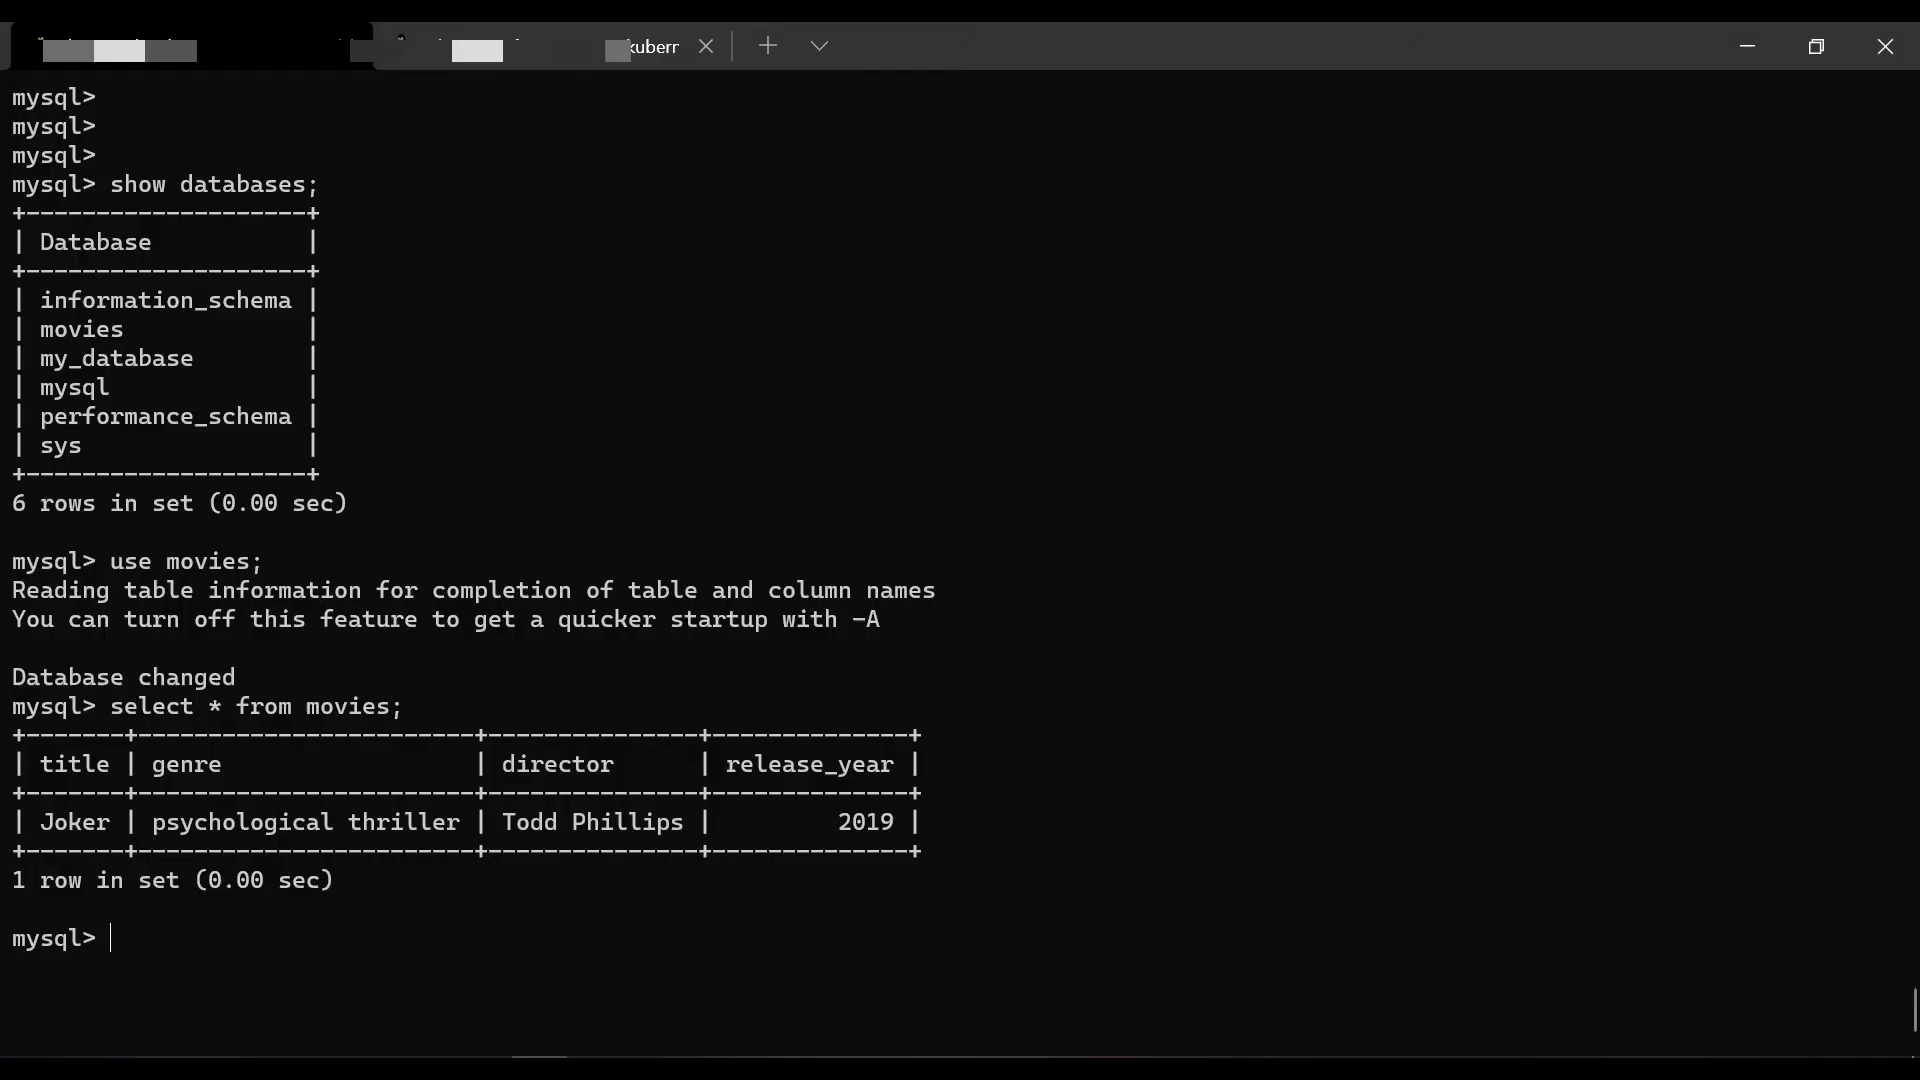 kubern
mysql>
mysql>
mysql>
mysql> show databases;
+--------------------+
| Database           |
+--------------------+
| information_schema |
| movies             |
| my_database        |
| mysql              |
| performance_schema |
| sys                |
+--------------------+
6 rows in set (0.00 sec)

mysql> use movies;
Reading table information for completion of table and column names
You can turn off this feature to get a quicker startup with -A

Database changed
mysql> select * from movies;
+-------+------------------------+---------------+--------------+
| title | genre                  | director      | release_year |
+-------+------------------------+---------------+--------------+
| Joker | psychological thriller | Todd Phillips |         2019 |
+-------+------------------------+---------------+--------------+
1 row in set (0.00 sec)

mysql>